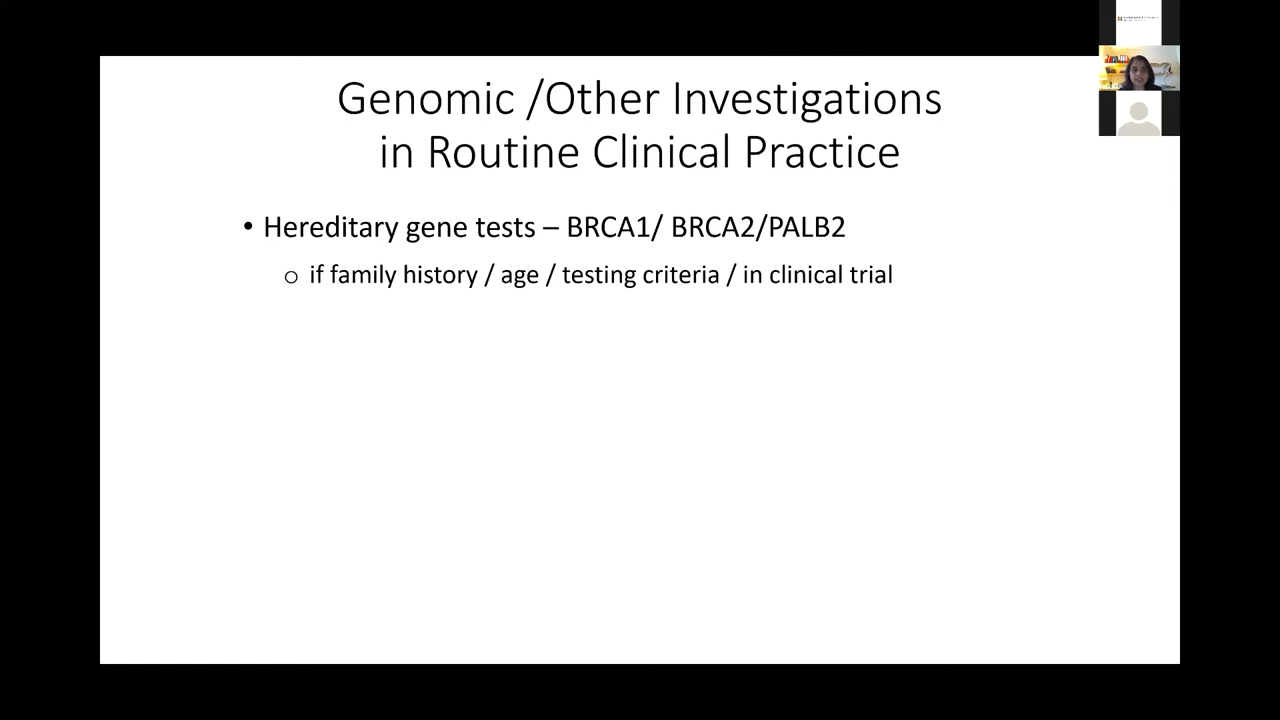 Genomic /Other Investigations
in Routine Clinical Practice
• Hereditary gene tests – BRCA1/ BRCA2/PALB2
o if family history / age / testing criteria / in clinical trial